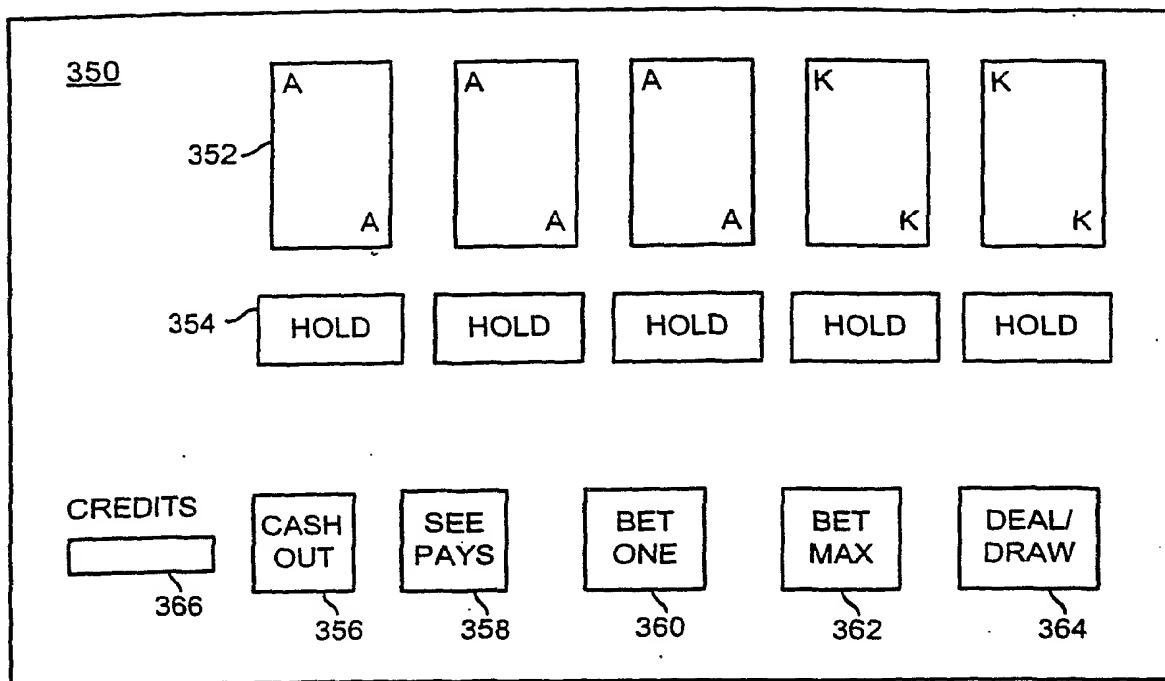 350
A A A K K
352
A A A K K
354 HOLD HOLD HOLD HOLD HOLD
CREDITS
CASH OUT
SEE PAYS
BET ONE
BET MAX
DEAL/ DRAW
366 356 358 360 362 364